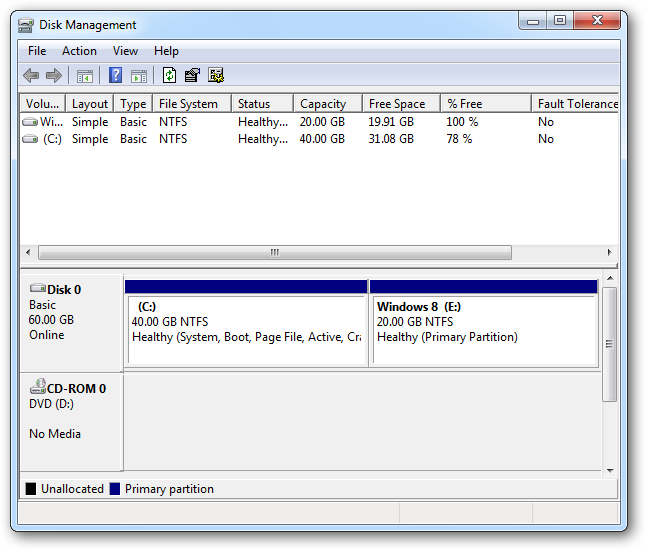 Disk Management
File Action View Help
Volu... Layout Type File System Status Capacity Free Space % Free Fault Tolerance
Wi... Simple Basic NTFS Healthy... 20.00 GB 19.91 GB 100 % No
(C:) Simple Basic NTFS Healthy... 40.00 GB 31.08 GB 78 % No
Disk 0
Basic
60.00 GB
Online
(C:)
40.00 GB NTFS
Healthy (System, Boot, Page File, Active, Cra
Windows 8 (E:)
20.00 GB NTFS
Healthy (Primary Partition)
CD-ROM 0
DVD (D:)
No Media
Unallocated Primary partition